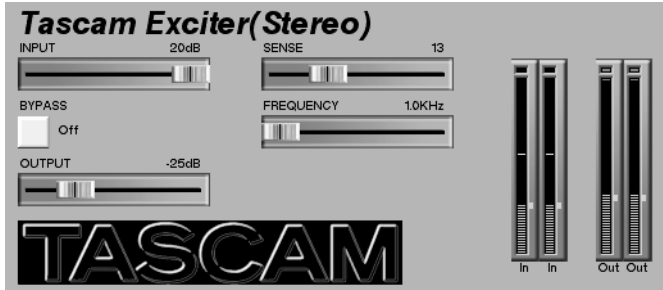 Tascam Exciter(Stereo)
INPUT 20dB
SENSE 13
BYPASS
Off
FREQUENCY 1.0KHz
OUTPUT -25dB
TASCAM
In In Out Out